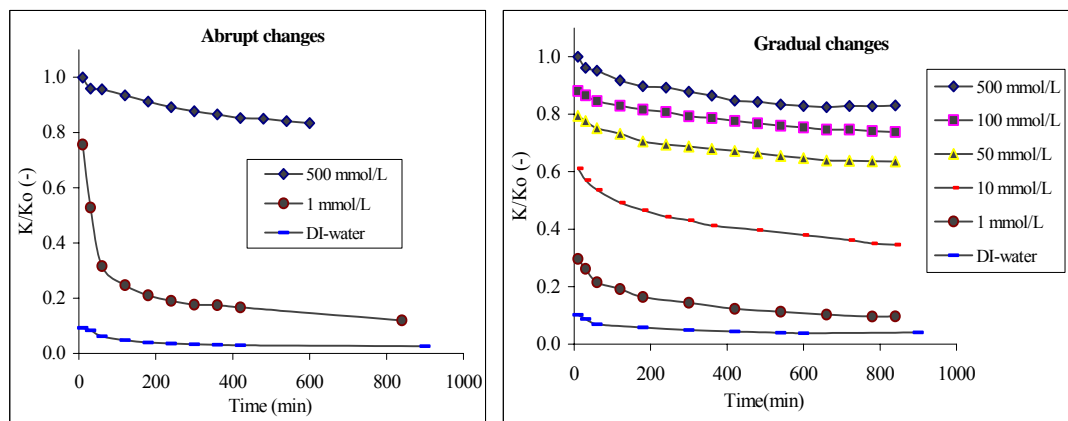 Abrupt changes
1.0
0.8
0.6
0.4
0.2
0.0
K/Ko (-)
500 mmol/L
1 mmol/L
DI-water
0 200 400 600 800 1000
Time (min)
Gradual changes
1.0
0.8
0.6
0.4
0.2
0.0
K/Ko (-)
500 mmol/L
100 mmol/L
50 mmol/L
10 mmol/L
1 mmol/L
DI-water
0 200 400 600 800 1000
Time(min)